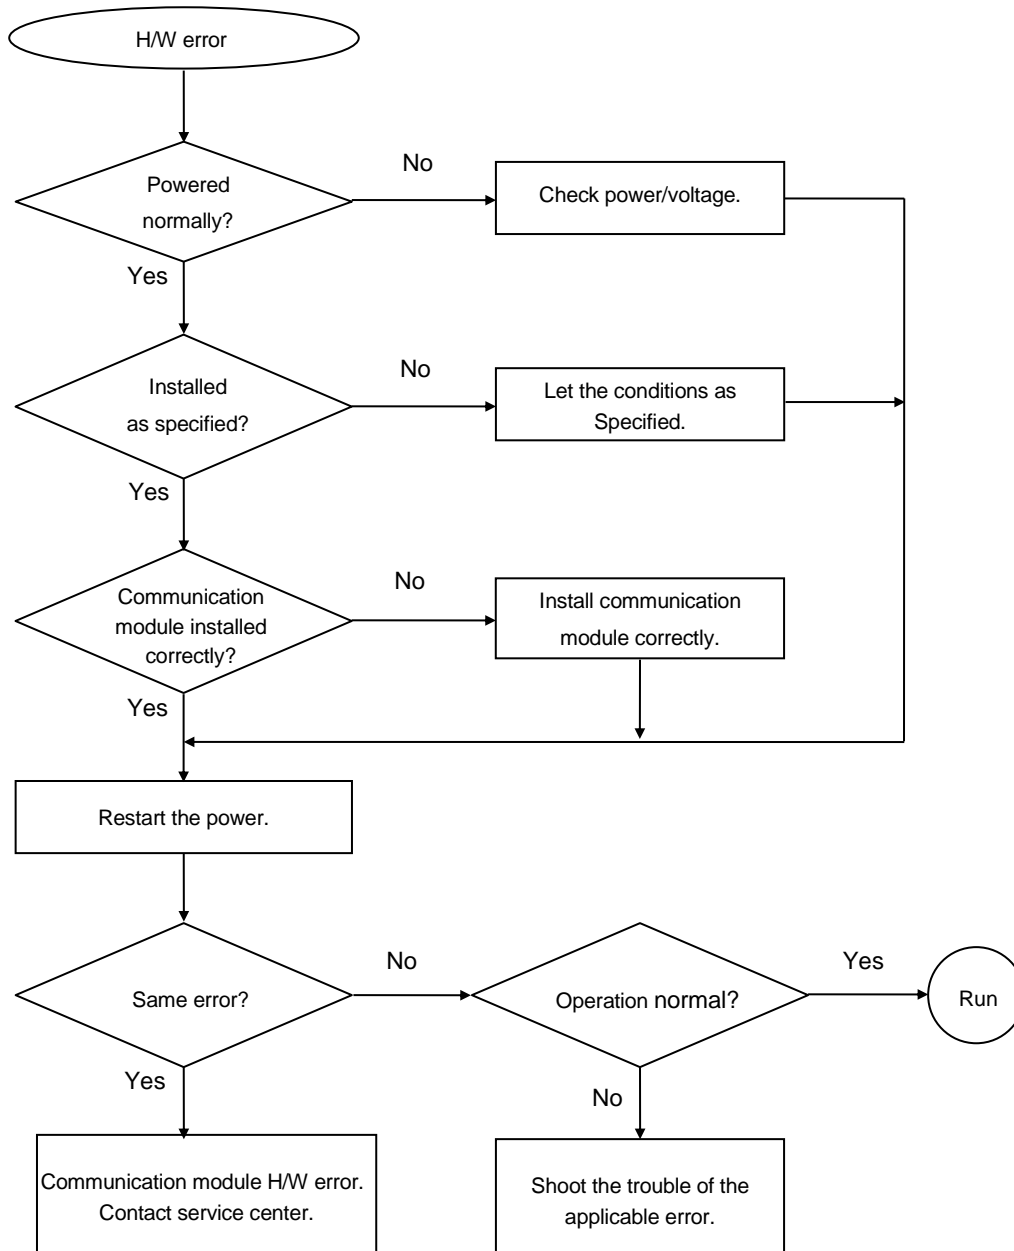 H/W error
Powered
normally?
No
Check power/voltage.
Yes
Installed
as specified?
No
Let the conditions as
Specified.
Yes
Communication
module installed
correctly?
No
Install communication
module correctly.
Yes
Restart the power.
Same error?
No
Operation normal?
Yes
Run
Yes
No
Communication module H/W error.
Contact service center.
Shoot the trouble of the
applicable error.